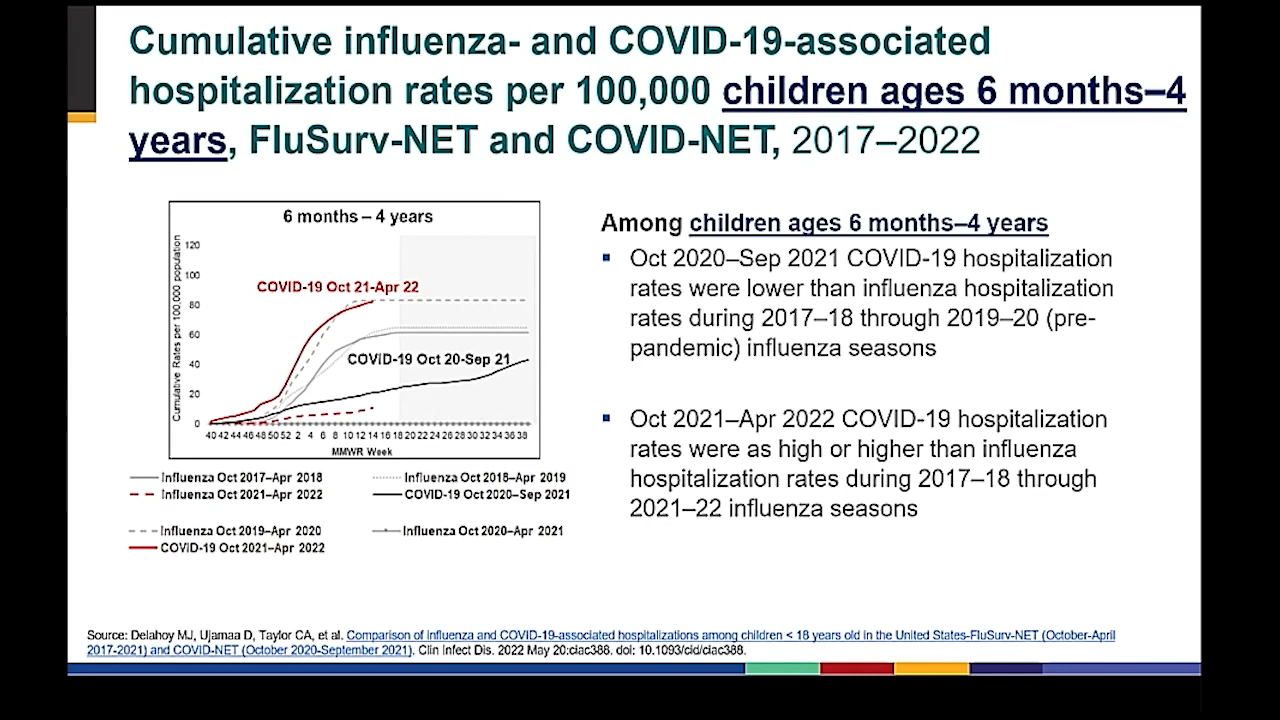 Cumulative influenza- and COVID-19-associated
hospitalization rates per 100,000 children ages 6 months–4
years, FluSurv-NET and COVID-NET, 2017–2022
6 months – 4 years
Cumulative Rates per 100,000 population
120
100
80
60
40
20
0
COVID-19 Oct 21-Apr 22
COVID-19 Oct 20-Sep 21
40 42 44 46 48 50 52 2 4 6 8 10 12 14 16 18 20 22 24 26 28 30 32 34 36 38
MMWR Week
Influenza Oct 2017–Apr 2018
Influenza Oct 2018–Apr 2019
Influenza Oct 2021–Apr 2022
COVID-19 Oct 2020–Sep 2021
Influenza Oct 2019–Apr 2020
Influenza Oct 2020–Apr 2021
COVID-19 Oct 2021–Apr 2022
Among children ages 6 months–4 years
▪ Oct 2020–Sep 2021 COVID-19 hospitalization
rates were lower than influenza hospitalization
rates during 2017–18 through 2019–20 (pre-
pandemic) influenza seasons
▪ Oct 2021–Apr 2022 COVID-19 hospitalization
rates were as high or higher than influenza
hospitalization rates during 2017–18 through
2021–22 influenza seasons
Source: Delahoy MJ, Ujamaa D, Taylor CA, et al. Comparison of influenza and COVID-19-associated hospitalizations among children < 18 years old in the United States-FluSurv-NET (October-April
2017-2021) and COVID-NET (October 2020-September 2021). Clin Infect Dis. 2022 May 20:ciac388. doi: 10.1093/cid/ciac388.